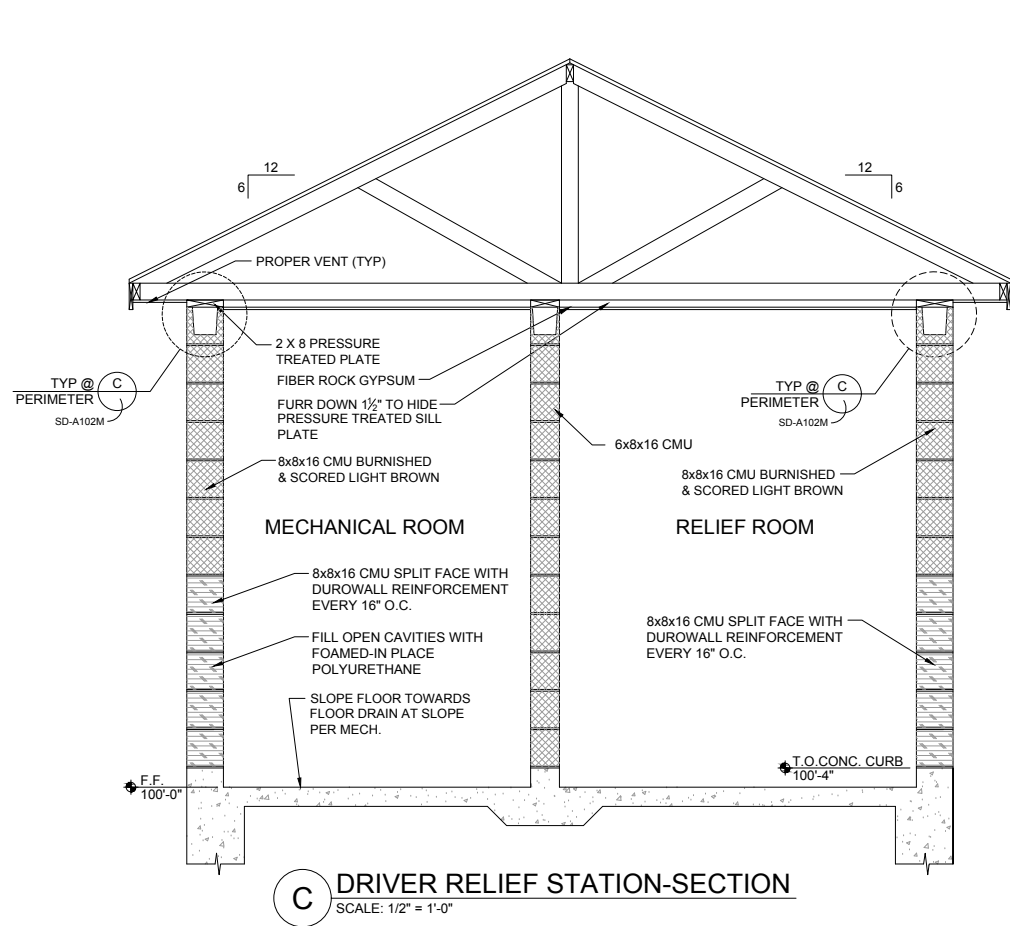 12
6
12
6
PROPER VENT (TYP)
2 X 8 PRESSURE
TREATED PLATE
FIBER ROCK GYPSUM
FURR DOWN 1½" TO HIDE
PRESSURE TREATED SILL
PLATE
TYP @
PERIMETER
C
SD-A102M
TYP @
PERIMETER
C
SD-A102M
6x8x16 CMU
8x8x16 CMU BURNISHED
& SCORED LIGHT BROWN
8x8x16 CMU BURNISHED
& SCORED LIGHT BROWN
MECHANICAL ROOM
RELIEF ROOM
8x8x16 CMU SPLIT FACE WITH
DUROWALL REINFORCEMENT
EVERY 16" O.C.
8x8x16 CMU SPLIT FACE WITH
DUROWALL REINFORCEMENT
EVERY 16" O.C.
FILL OPEN CAVITIES WITH
FOAMED-IN PLACE
POLYURETHANE
SLOPE FLOOR TOWARDS
FLOOR DRAIN AT SLOPE
PER MECH.
T.O.CONC. CURB
100'-4"
F.F.
100'-0"
C
DRIVER RELIEF STATION-SECTION
SCALE: 1/2" = 1'-0"